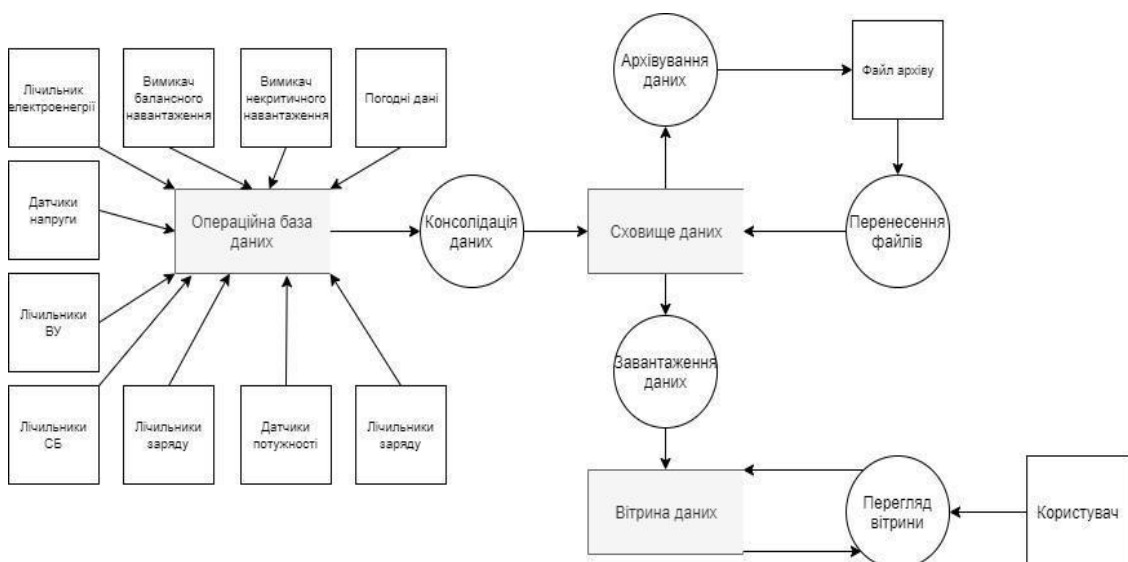 Лічильник
електроенегрії
Вимикач
балансного
навантаження
Вимикач
некритичного
навантаження
Погодні дані
Архівування
даних
Файл архіву
Датчики
напруги
Операційна база
даних
Консолідація
даних
Сховище даних
Перенесення
файлів
Лічильники
ВУ
Завантаження
даних
Лічильники
СБ
Лічильники
заряду
Датчики
потужності
Лічильники
заряду
Вітрина даних
Перегляд
вітрини
Користувач